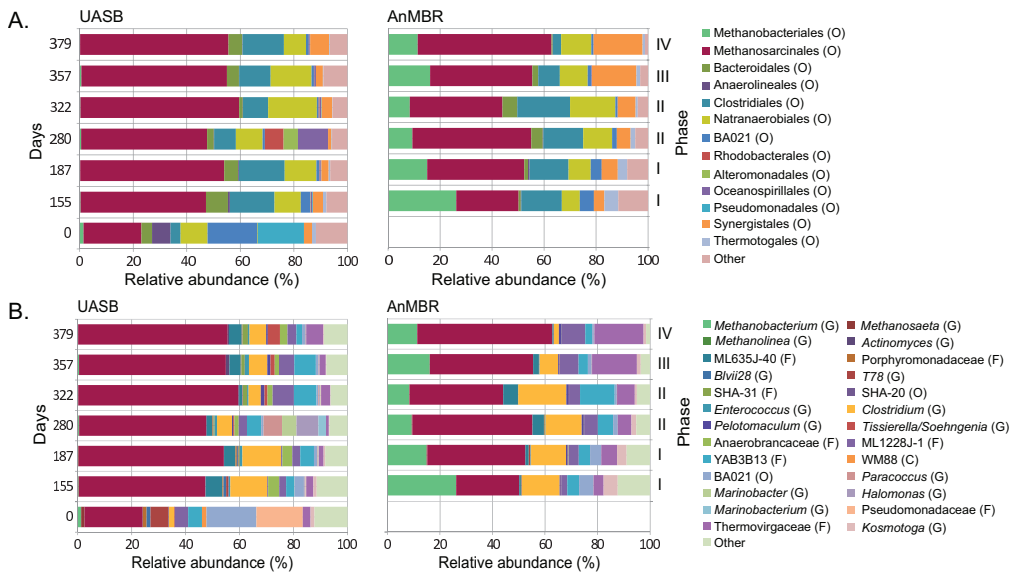 A.
UASB
AnMBR
379
IV
357
III
322
II
280
II
187
I
155
I
0
Days
Phase
0 20 40 60 80 100
0 20 40 60 80 100
Relative abundance (%)
Relative abundance (%)
Methanobacteriales (O)
Methanosarcinales (O)
Bacteroidales (O)
Anaerolineales (O)
Clostridiales (O)
Natranaerobiales (O)
BA021 (O)
Rhodobacterales (O)
Alteromonadales (O)
Oceanospirillales (O)
Pseudomonadales (O)
Synergistales (O)
Thermotogales (O)
Other
B.
UASB
AnMBR
379
IV
357
III
322
II
280
II
187
I
155
I
0
Days
Phase
0 20 40 60 80 100
0 20 40 60 80 100
Relative abundance (%)
Relative abundance (%)
Methanobacterium (G) Methanosaeta (G)
Methanolinea (G) Actinomyces (G)
ML635J-40 (F) Porphyromonadaceae (F)
Blvii28 (G) T78 (G)
SHA-31 (F) SHA-20 (O)
Enterococcus (G) Clostridium (G)
Pelotomaculum (G) Tissierella/Soehngenia (G)
Anaerobrancaceae (F) ML1228J-1 (F)
YAB3B13 (F) WM88 (C)
BA021 (O) Paracoccus (G)
Marinobacter (G) Halomonas (G)
Marinobacterium (G) Pseudomonadaceae (F)
Thermovirgaceae (F) Kosmotoga (G)
Other